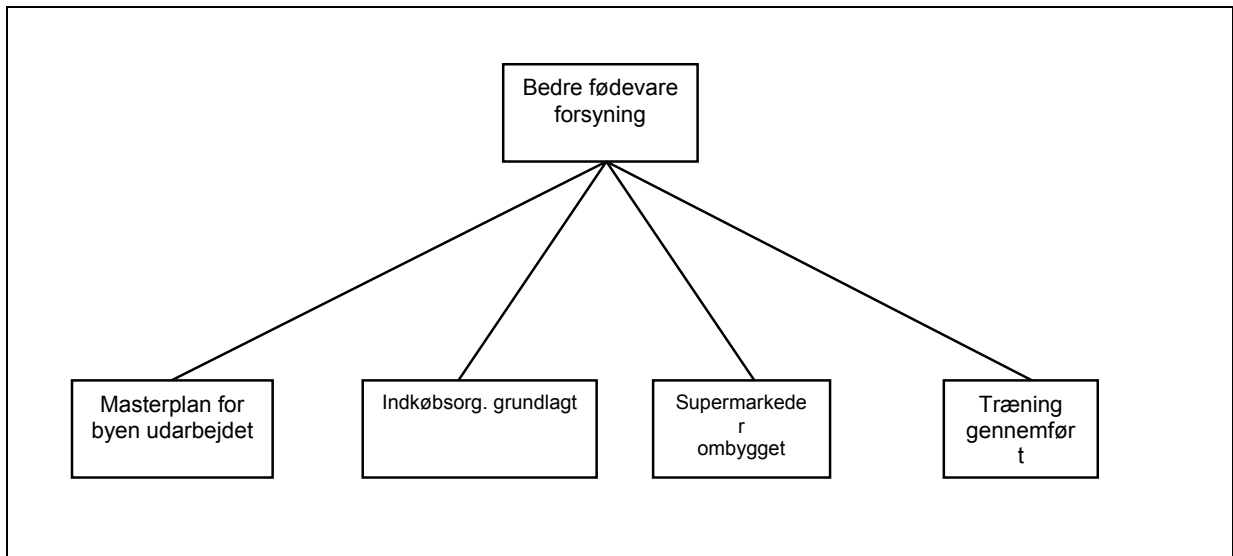 Bedre fødevare
forsyning
Masterplan for
byen udarbejdet
Indkøbsorg. grundlagt
Supermarkede
r
ombygget
Træning
gennemfør
t